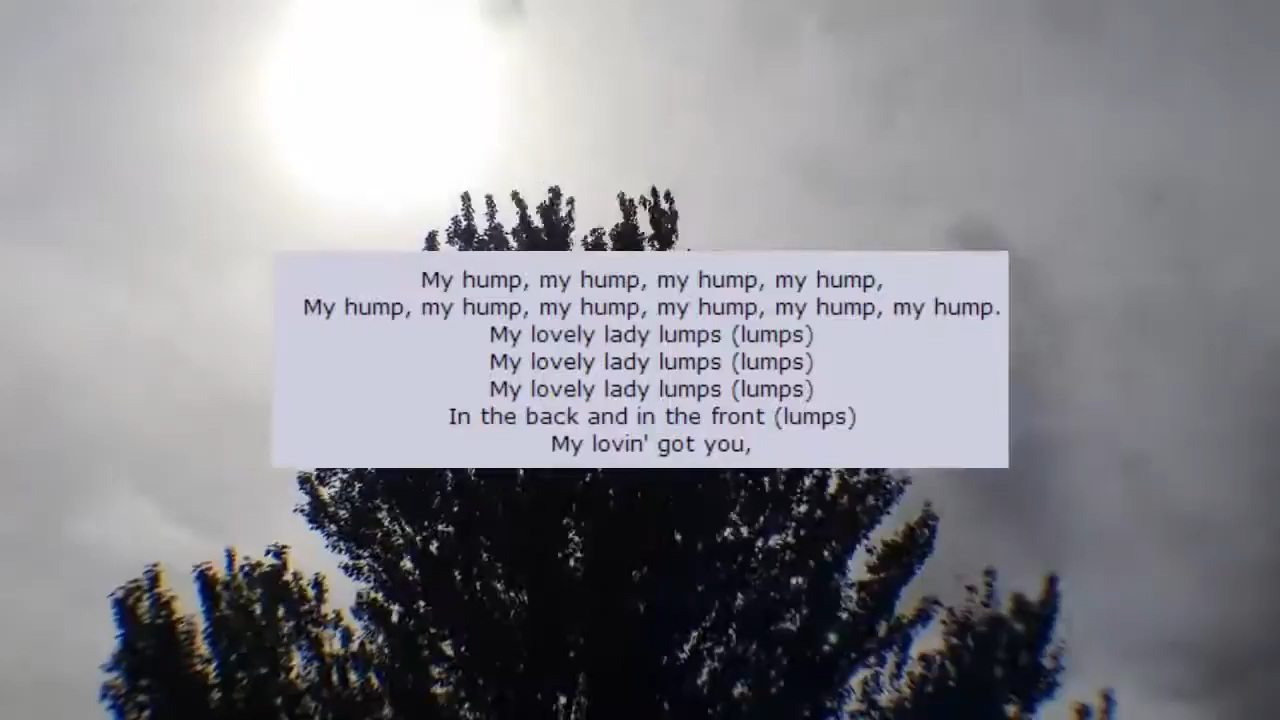 My hump, my hump, my hump, my hump,
My hump, my hump, my hump, my hump, my hump, my hump.
My lovely lady lumps (lumps)
My lovely lady lumps (lumps)
My lovely lady lumps (lumps)
In the back and in the front (lumps)
My lovin' got you,